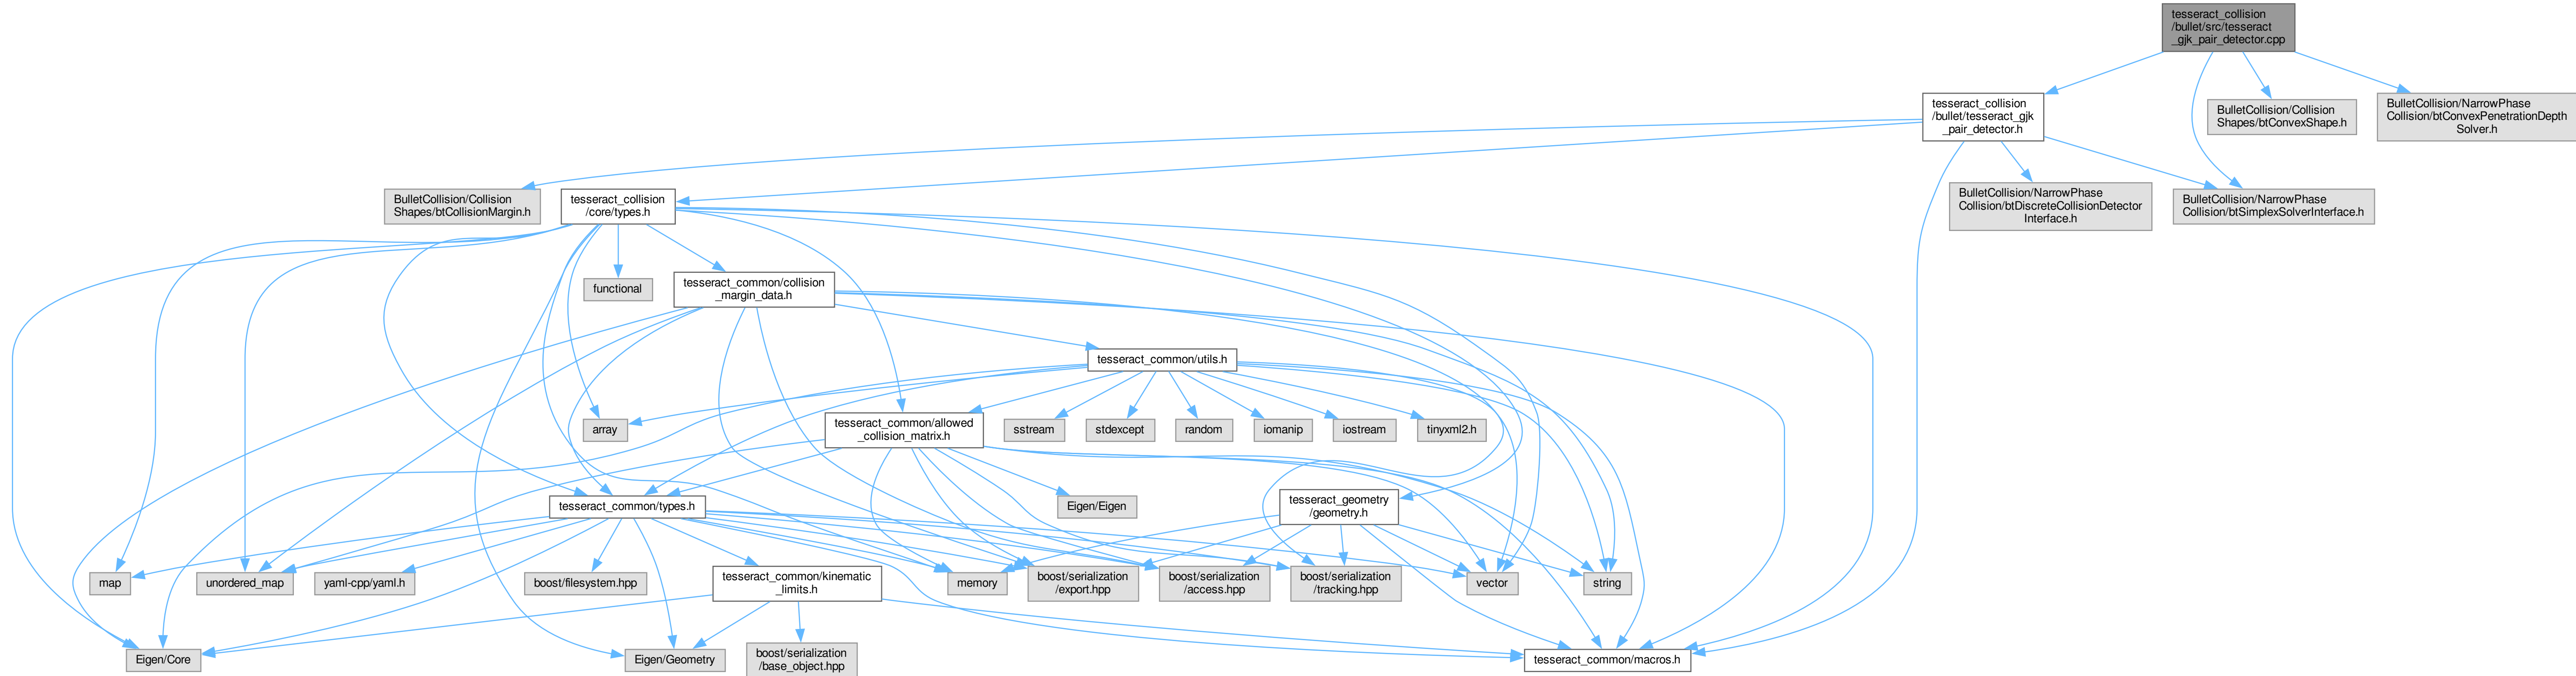 tesseract_collision
/bullet/src/tesseract
_gjk_pair_detector.cpp
tesseract_collision
/bullet/tesseract_gjk
_pair_detector.h
BulletCollision/Collision
Shapes/btConvexShape.h
BulletCollision/NarrowPhase
Collision/btConvexPenetrationDepth
Solver.h
BulletCollision/Collision
Shapes/btCollisionMargin.h
tesseract_collision
/core/types.h
BulletCollision/NarrowPhase
Collision/btDiscreteCollisionDetector
Interface.h
BulletCollision/NarrowPhase
Collision/btSimplexSolverInterface.h
functional
tesseract_common/collision
_margin_data.h
tesseract_common/utils.h
array
tesseract_common/allowed
_collision_matrix.h
sstream
stdexcept
random
iomanip
iostream
tinyxml2.h
tesseract_common/types.h
Eigen/Eigen
tesseract_geometry
/geometry.h
map
unordered_map
yaml-cpp/yaml.h
boost/filesystem.hpp
tesseract_common/kinematic
_limits.h
memory
boost/serialization
/export.hpp
boost/serialization
/access.hpp
boost/serialization
/tracking.hpp
vector
string
Eigen/Core
Eigen/Geometry
boost/serialization
/base_object.hpp
tesseract_common/macros.h